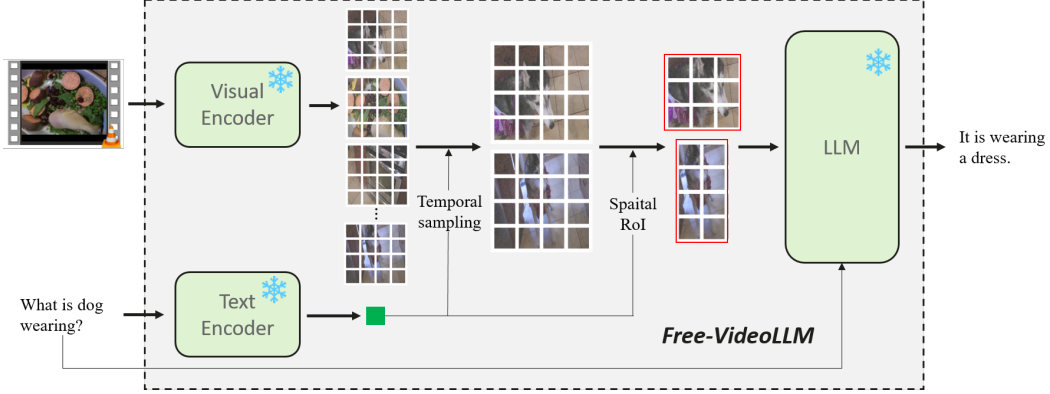 Visual
Encoder
Temporal
sampling
Spaital
RoI
LLM
It is wearing
a dress.
What is dog
wearing?
Text
Encoder
Free-VideoLLM